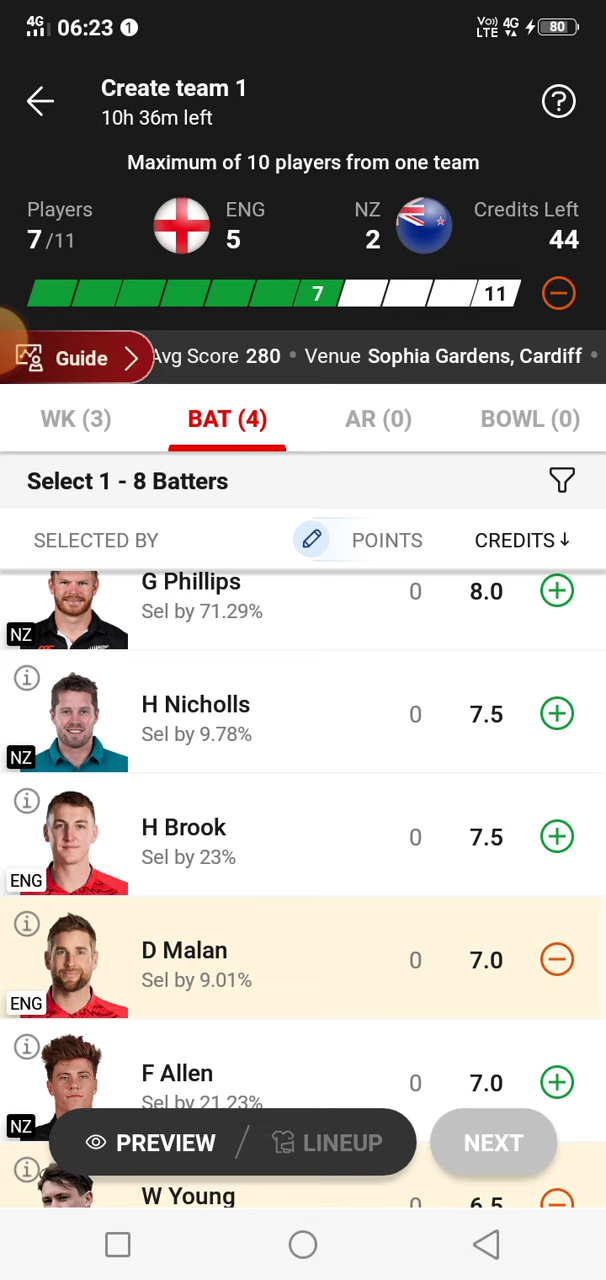 4G 06:23 1 Vo) LTE 4G 80
Create team 1
10h 36m left
Maximum of 10 players from one team
Players ENG NZ Credits Left
7/11 5 2 44
7 11
Guide Avg Score 280 • Venue Sophia Gardens, Cardiff •
WK (3) BAT (4) AR (0) BOWL (0)
Select 1 - 8 Batters
SELECTED BY POINTS CREDITS↓
G Phillips 0 8.0
Sel by 71.29%
NZ
H Nicholls 0 7.5
Sel by 9.78%
NZ
H Brook 0 7.5
Sel by 23%
ENG
D Malan 0 7.0
Sel by 9.01%
ENG
F Allen 0 7.0
Sel by 21.23%
NZ
PREVIEW / LINEUP NEXT
W Young 0 6.5